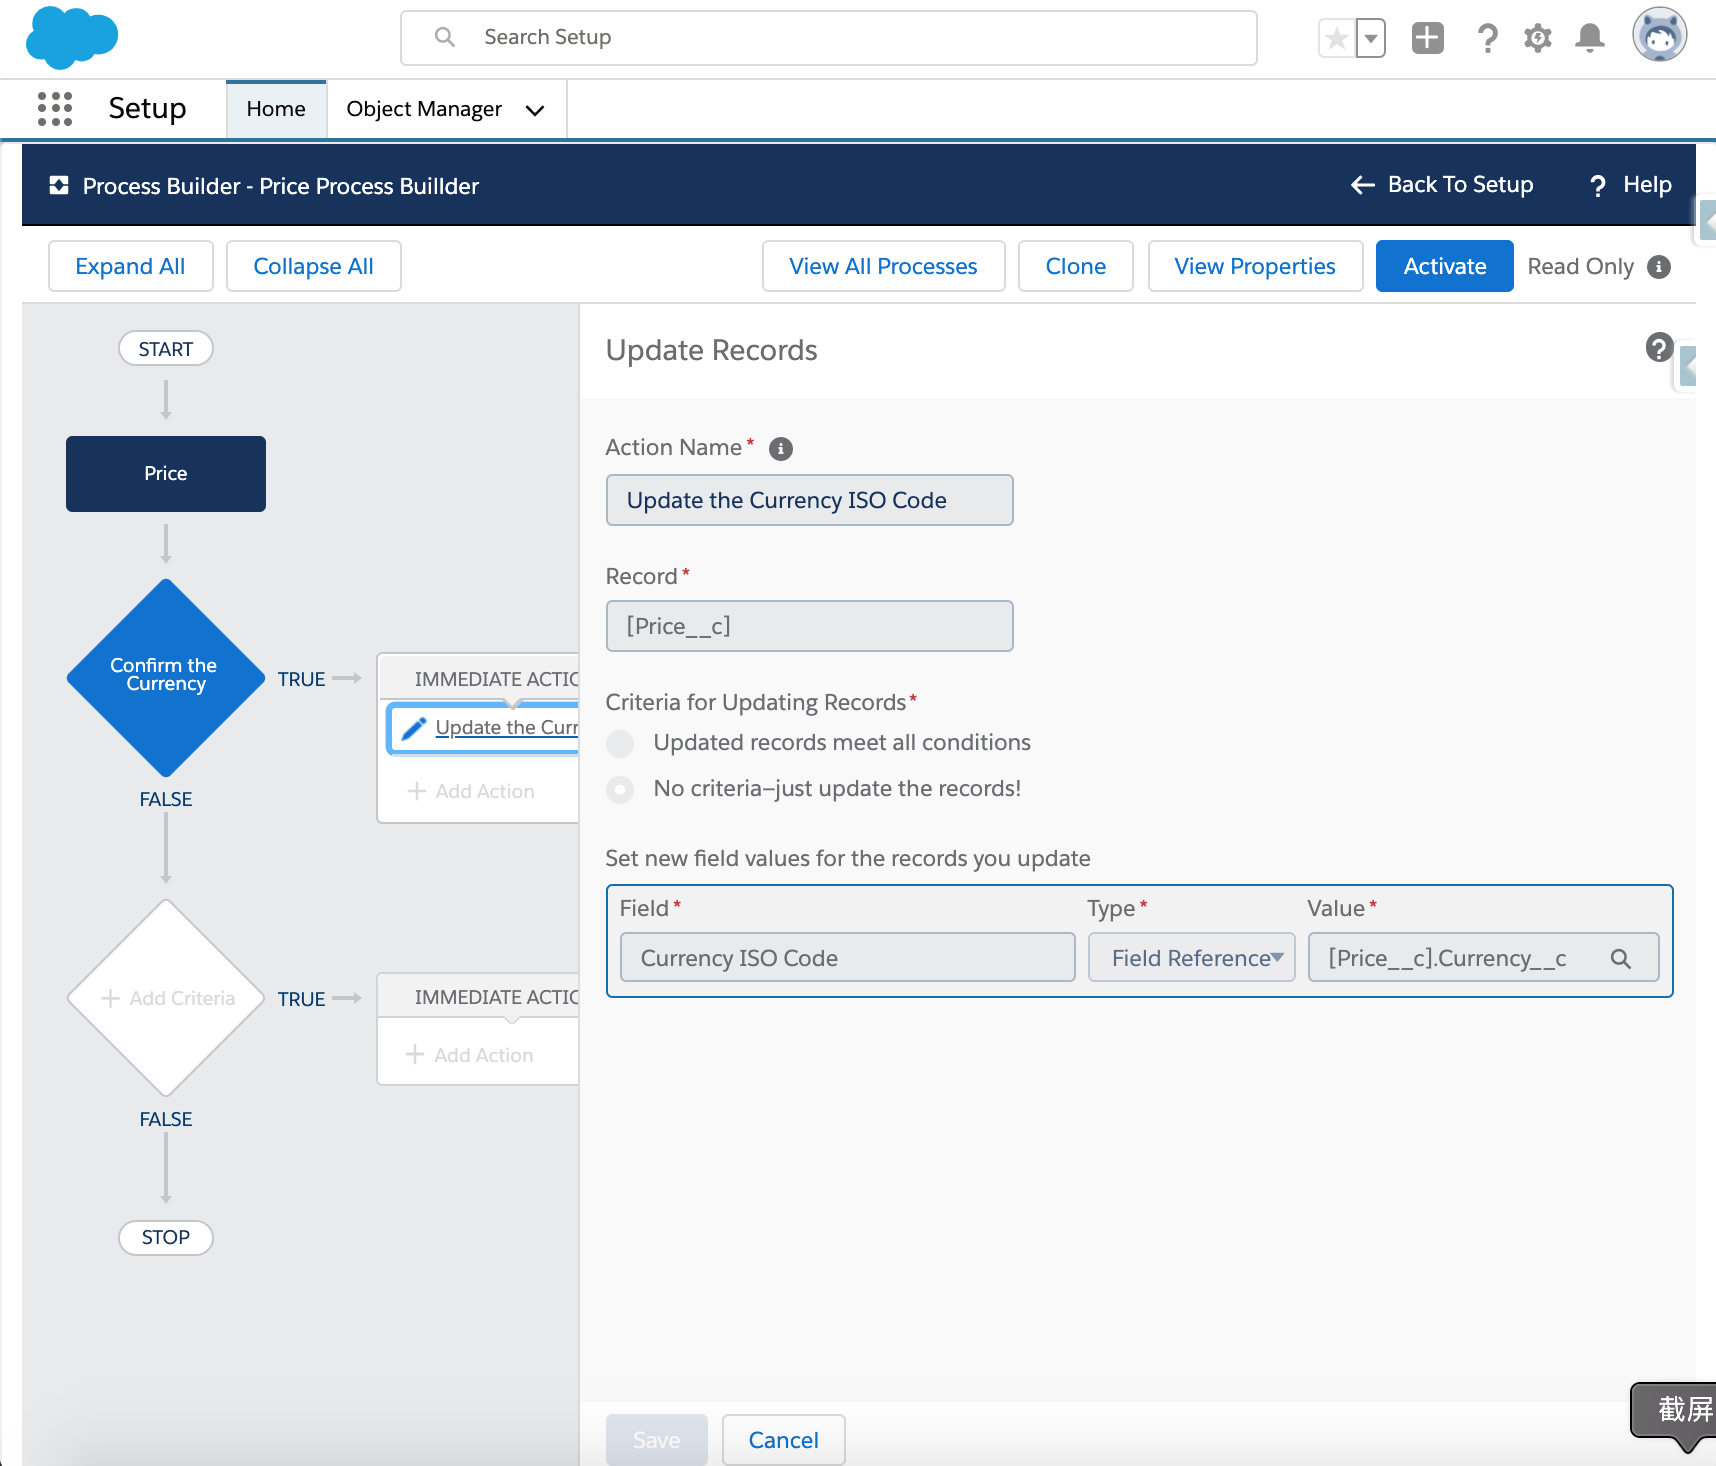 Search Setup
Setup
Home
Object Manager
Process Builder - Price Process Buillder
Back To Setup
? Help
Expand All
Collapse All
View All Processes
Clone
View Properties
Activate
Read Only
START
Price
Confirm the
Currency
TRUE
IMMEDIATE ACTIO
Update the Curr
+ Add Action
FALSE
+ Add Criteria
TRUE
IMMEDIATE ACTIO
+ Add Action
FALSE
STOP
Update Records
Action Name*
Update the Currency ISO Code
Record*
[Price__c]
Criteria for Updating Records*
Updated records meet all conditions
No criteria—just update the records!
Set new field values for the records you update
Field*
Type*
Value*
Currency ISO Code
Field Reference
[Price__c].Currency__c
Save
Cancel
截屏